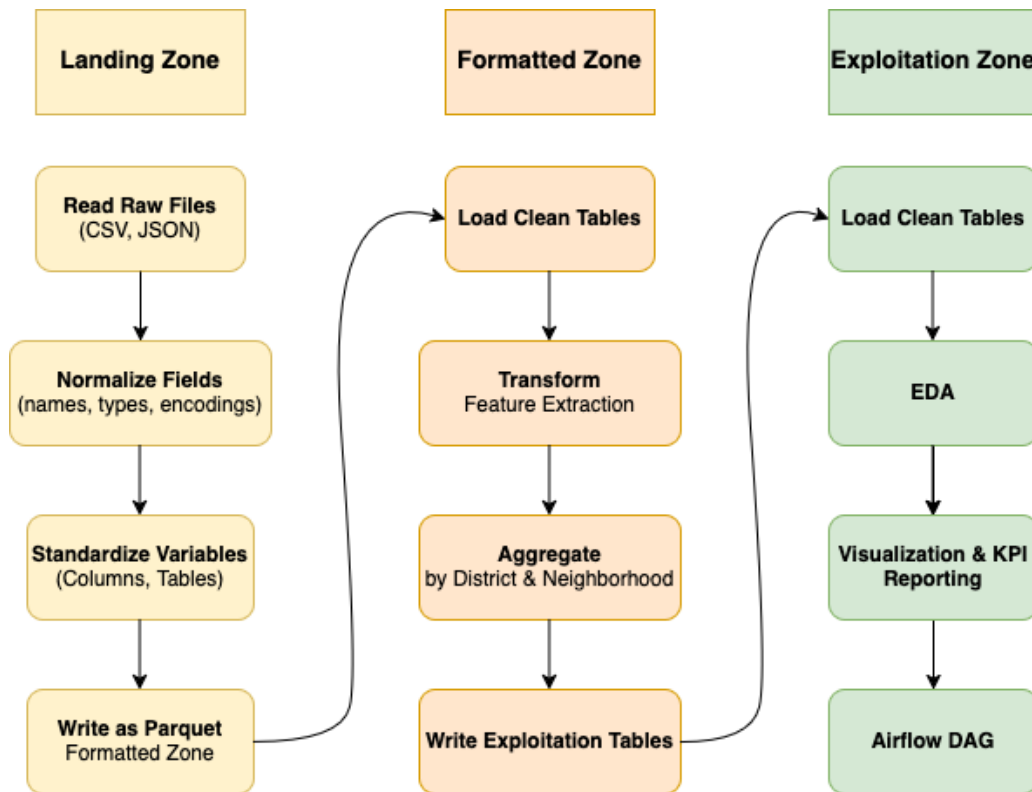 Landing Zone
Formatted Zone
Exploitation Zone
Read Raw Files
(CSV, JSON)
Normalize Fields
(names, types, encodings)
Standardize Variables
(Columns, Tables)
Write as Parquet
Formatted Zone
Load Clean Tables
Transform
Feature Extraction
Aggregate
by District & Neighborhood
Write Exploitation Tables
Load Clean Tables
EDA
Visualization & KPI
Reporting
Airflow DAG